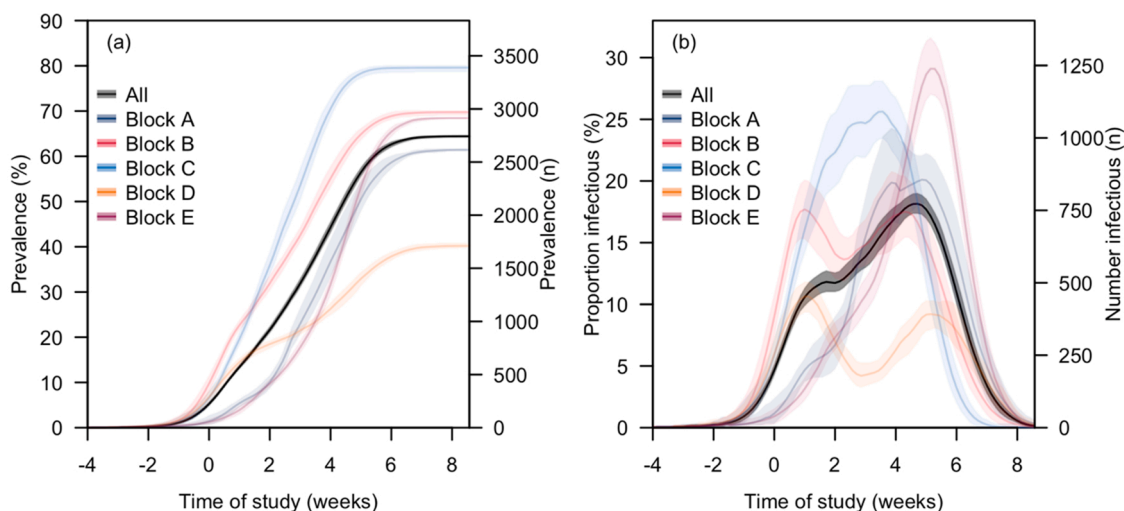 (a)
All
Block A
Block B
Block C
Block D
Block E
Prevalence (%)
90
80
70
60
50
40
30
20
10
0
3500
3000
2500
2000
1500
1000
500
0
Prevalence (n)
-4 -2 0 2 4 6 8
Time of study (weeks)
(b)
All
Block A
Block B
Block C
Block D
Block E
Proportion infectious (%)
30
25
20
15
10
5
0
1250
1000
750
500
250
0
Number infectious (n)
-4 -2 0 2 4 6 8
Time of study (weeks)